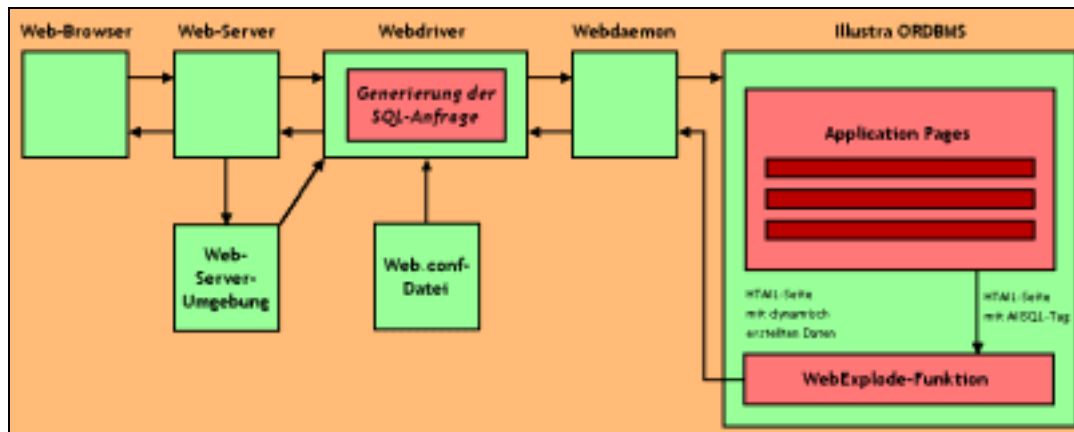 Web-Browser
Web-Server
Webdriver
Webdaemon
Illustra ORDBMS
Generierung der
SQL-Anfrage
Application Pages
Web-
Server-
Umgebung
Web.conf-
Datei
HTML-Seite
mit dynamisch
erstellten Daten
HTML-Seite
mit
WebExplode-Funktion